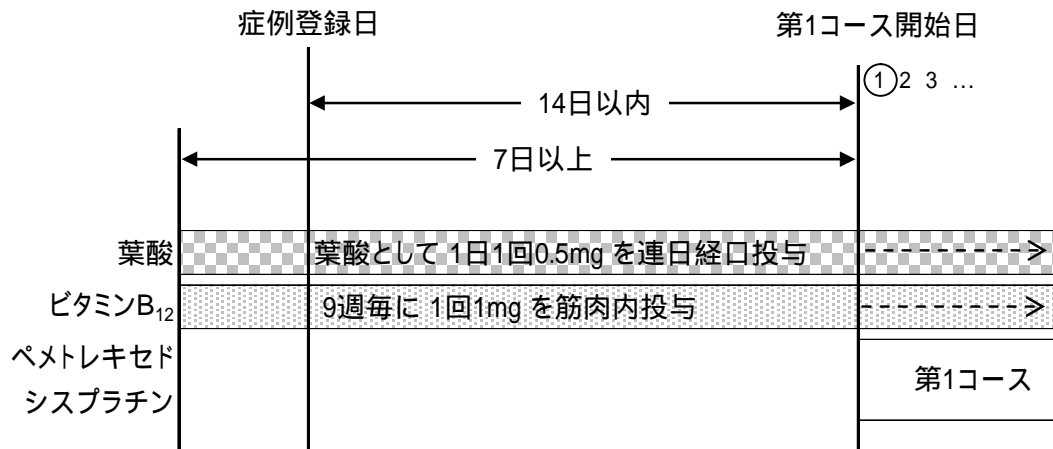 症例登録日
第1コース開始日
① 2 3 …
14日以内
7日以上
葉酸
葉酸として 1日1回0.5mg を連日経口投与
ビタミンB₁₂
9週毎に 1回1mg を筋肉内投与
ペメトレキセド
シスプラチン
第1コース